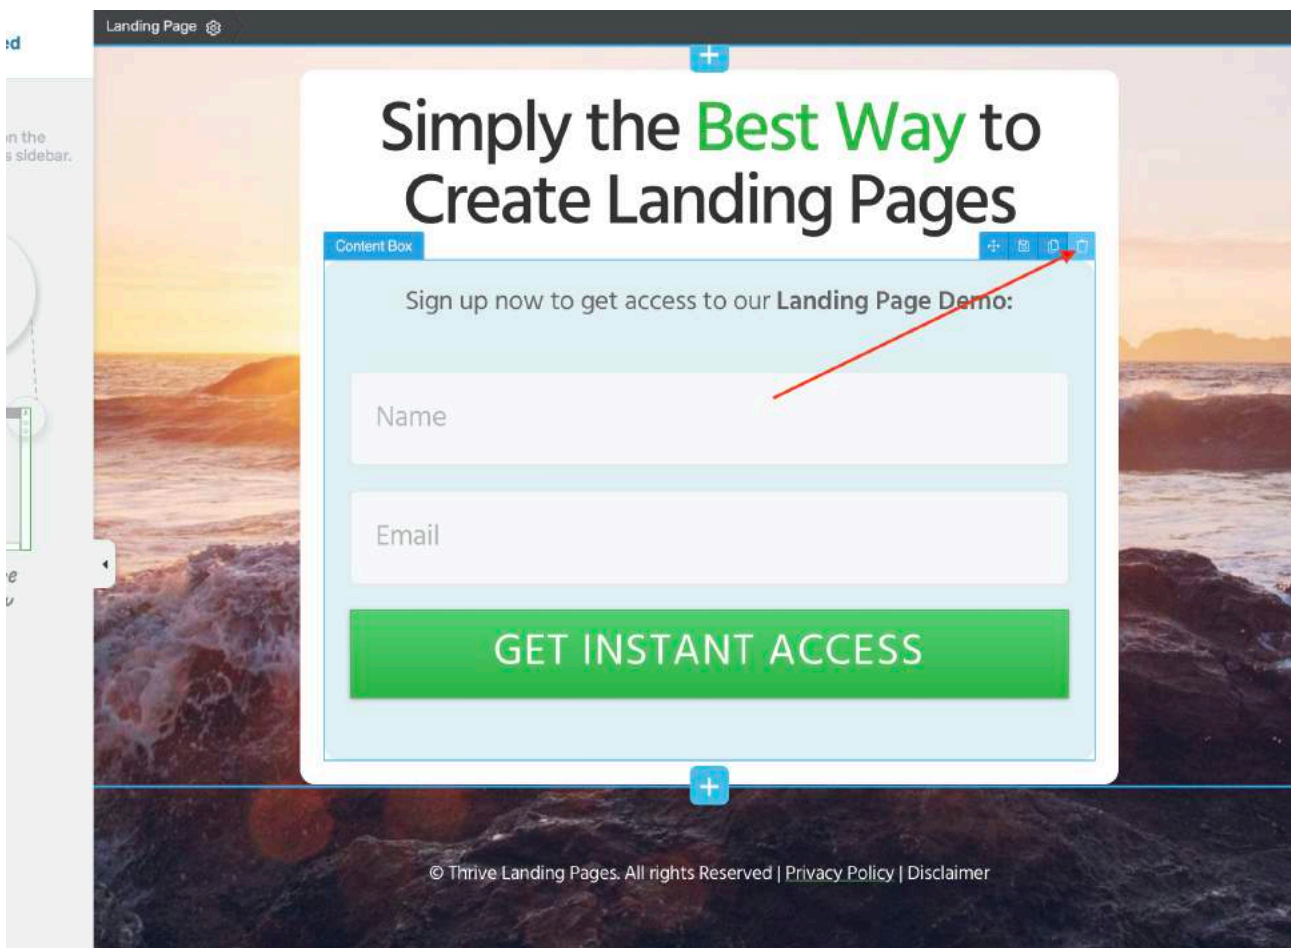 Landing Page
on the
s sidebar.
Simply the Best Way to
Create Landing Pages
Content Box
Sign up now to get access to our Landing Page Demo:
Name
Email
GET INSTANT ACCESS
© Thrive Landing Pages. All rights Reserved | Privacy Policy | Disclaimer